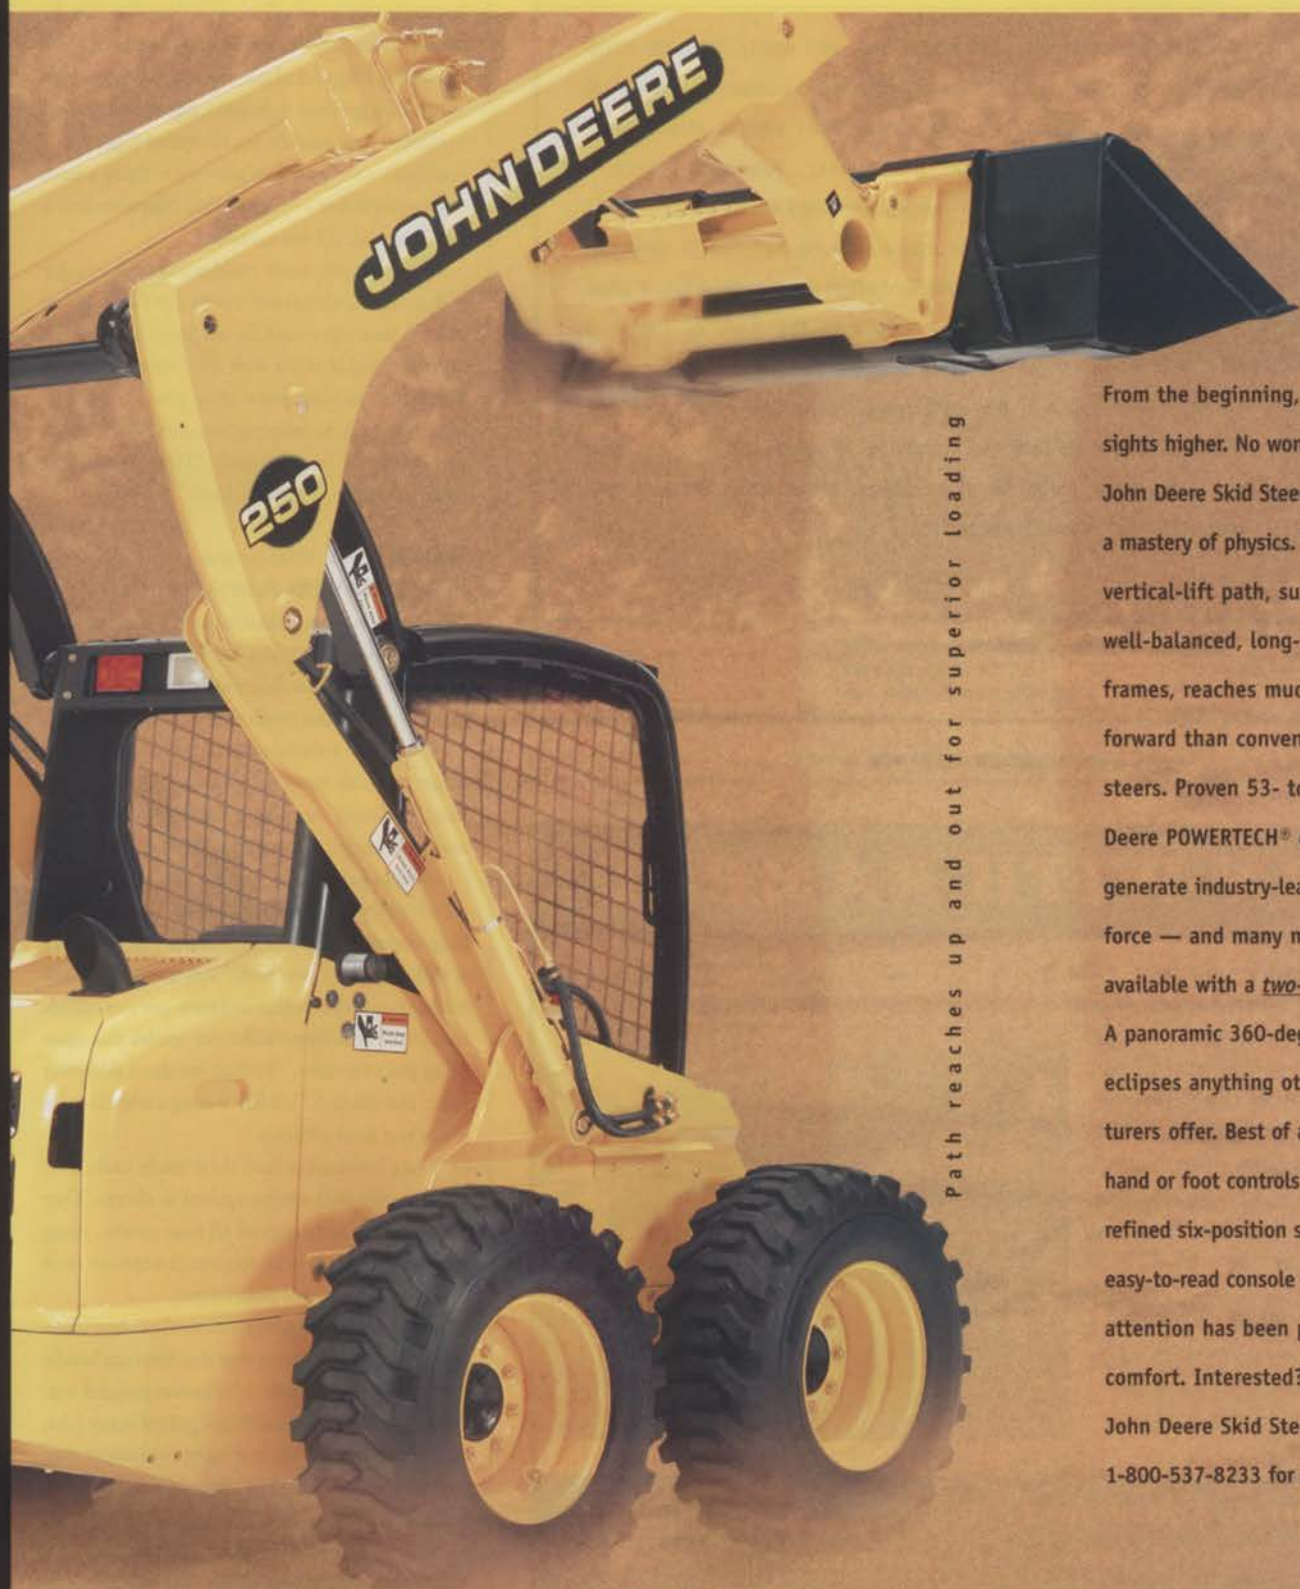 JOHN DEERE
250
Path reaches up and out for superior loading
From the beginning,
sights higher. No wor
John Deere Skid Stee
a mastery of physics.
vertical-lift path, su
well-balanced, long-
frames, reaches muc
forward than conven
steers. Proven 53- to
Deere POWERTECH®
generate industry-lea
force — and many m
available with a two-
A panoramic 360-deg
eclipses anything ot
turers offer. Best of a
hand or foot controls
refined six-position s
easy-to-read console
attention has been p
comfort. Interested?
John Deere Skid Ste
1-800-537-8233 for